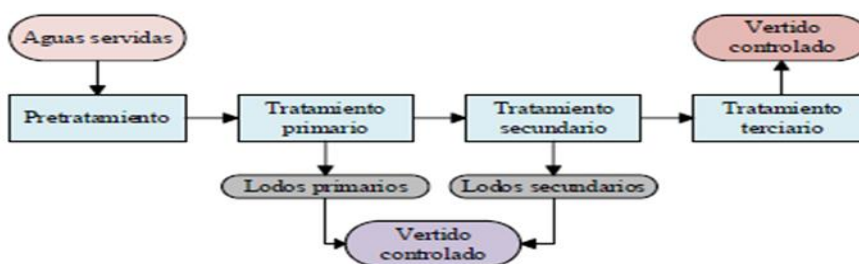 Aguas servidas
Vertido
controlado
Pretratamiento
Tratamiento
primario
Tratamiento
secundario
Tratamiento
terciario
Lodos primarios
Lodos secundarios
Vertido
controlado